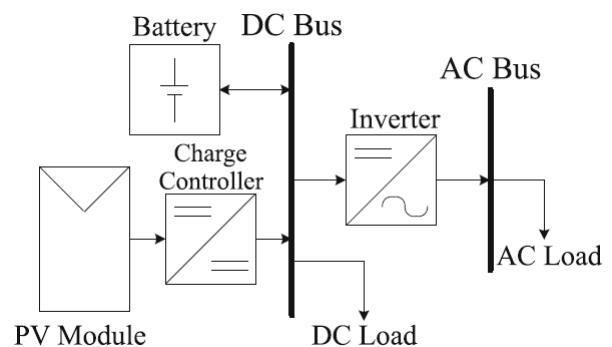 Battery
DC Bus
AC Bus
Inverter
Charge
Controller
AC Load
PV Module
DC Load